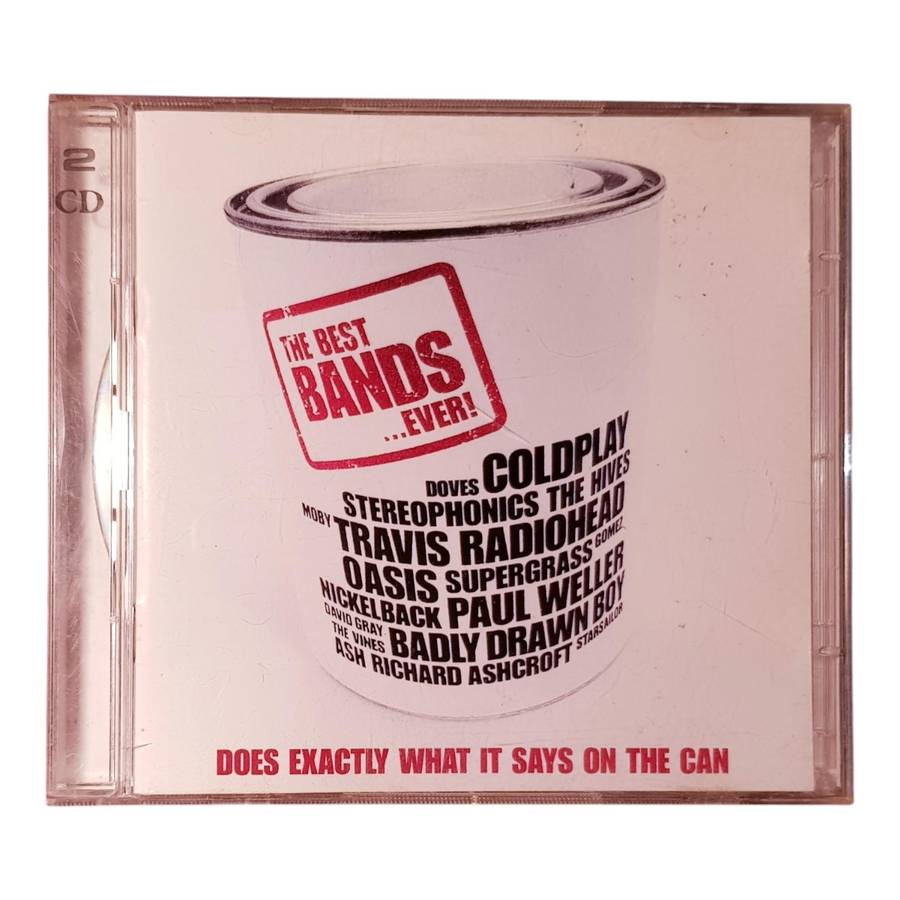 2
CD
THE BEST
BANDS
...EVER!
DOVES COLDPLAY
STEREOPHONICS THE HIVES
MOBY TRAVIS RADIOHEAD
OASIS SUPERGRASS GOMEZ
NICKELBACK PAUL WELLER
DAVID GRAY
THE VINES BADLY DRAWN BOY
ASH RICHARD ASHCROFT STARSAILOR
DOES EXACTLY WHAT IT SAYS ON THE CAN